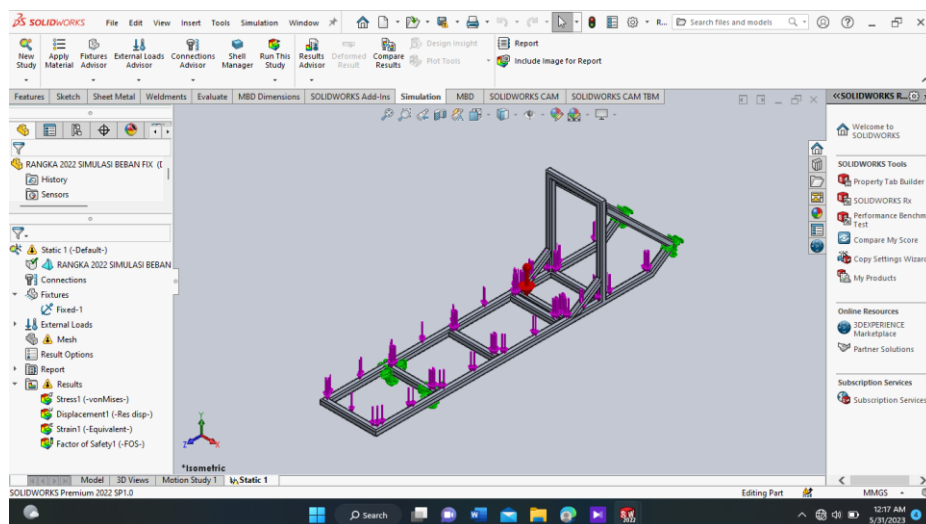 SOLIDWORKS File Edit View Insert Tools Simulation Window R... Search files and models
New Study
Apply Material
Fixtures Advisor
External Loads Advisor
Connections Advisor
Shell Manager
Run This Study
Results Advisor
Deformed Result
Compare Results
Design Insight
Plot Tools
Report
Include Image for Report
Features Sketch Sheet Metal Weldments Evaluate MBD Dimensions SOLIDWORKS Add-Ins Simulation MBD SOLIDWORKS CAM SOLIDWORKS CAM TBM
RANGKA 2022 SIMULASI BEBAN FIX (D
History
Sensors
Static 1 (-Default-)
RANGKA 2022 SIMULASI BEBAN
Connections
Fixtures
Fixed-1
External Loads
Mesh
Result Options
Report
Results
Stress1 (-vonMises-)
Displacement1 (-Res disp-)
Strain1 (-Equivalent-)
Factor of Safety1 (-FOS-)
Y
Z
X
*Isometric
Model 3D Views Motion Study 1 Static 1
SOLIDWORKS Premium 2022 SP1.0 Editing Part MMGS
«SOLIDWORKS R...
Welcome to SOLIDWORKS
SOLIDWORKS Tools
Property Tab Builder
SOLIDWORKS Rx
Performance Benchm
Test
Compare My Score
Copy Settings Wizard
My Products
Online Resources
3DEXPERIENCE
Marketplace
Partner Solutions
Subscription Services
Subscription Services
Search
12:17 AM
5/31/2023